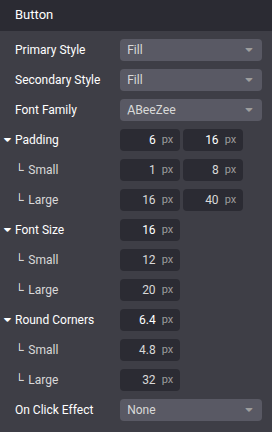 Button
Primary Style Fill
Secondary Style Fill
Font Family ABeeZee
Padding 6 px 16 px
Small 1 px 8 px
Large 16 px 40 px
Font Size 16 px
Small 12 px
Large 20 px
Round Corners 6.4 px
Small 4.8 px
Large 32 px
On Click Effect None